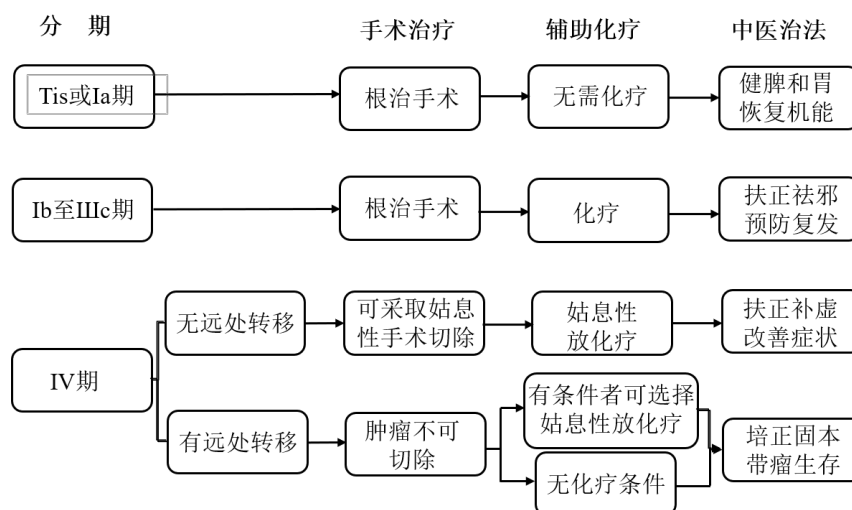 分 期
手术治疗
辅助化疗
中医治法
Tis或Ia期
根治手术
无需化疗
健脾和胃
恢复机能
Ib至Ⅲc期
根治手术
化疗
扶正祛邪
预防复发
IV期
无远处转移
可采取姑息
性手术切除
姑息性
放化疗
扶正补虚
改善症状
有远处转移
肿瘤不可
切除
有条件者可选择
姑息性放化疗
无化疗条件
培正固本
带瘤生存